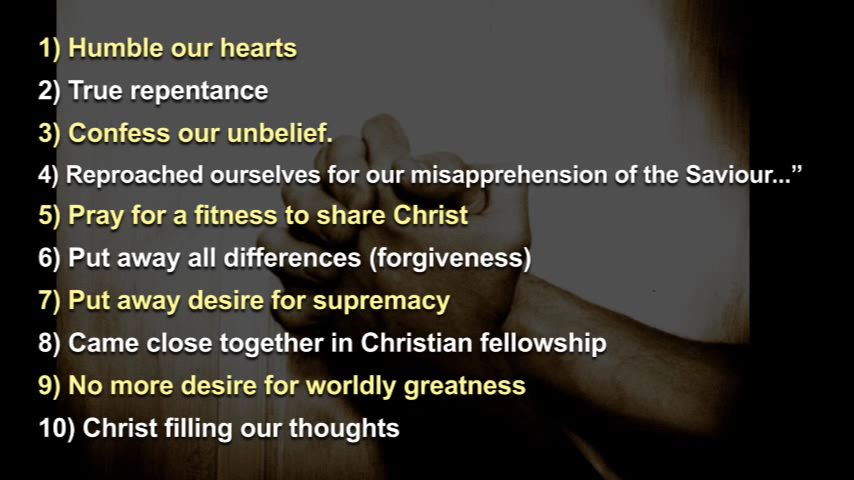 1) Humble our hearts
2) True repentance
3) Confess our unbelief.
4) Reproached ourselves for our misapprehension of the Saviour...”
5) Pray for a fitness to share Christ
6) Put away all differences (forgiveness)
7) Put away desire for supremacy
8) Came close together in Christian fellowship
9) No more desire for worldly greatness
10) Christ filling our thoughts